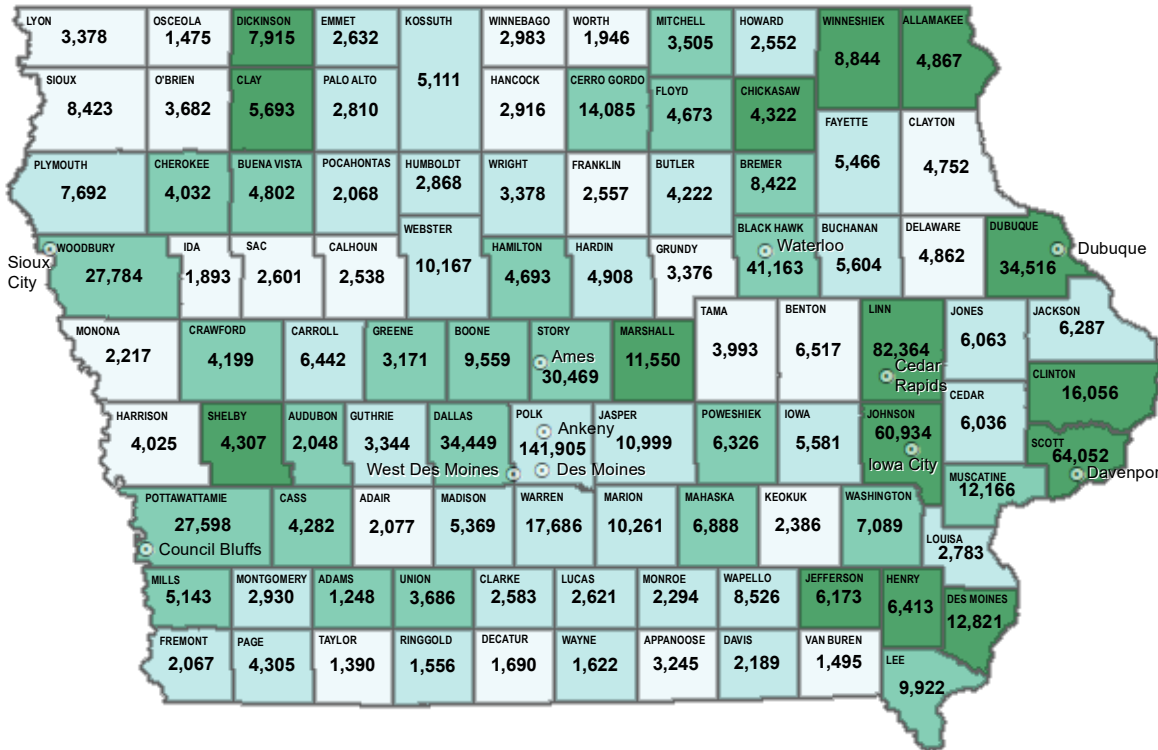 LYON
3,378
OSCEOLA
1,475
DICKINSON
7,915
EMMET
2,632
KOSSUTH
5,111
WINNEBAGO
2,983
WORTH
1,946
MITCHELL
3,505
HOWARD
2,552
WINNESHIEK
8,844
ALLAMAKEE
4,867
SIOUX
8,423
O'BRIEN
3,682
CLAY
5,693
PALO ALTO
2,810
HANCOCK
2,916
CERRO GORDO
14,085
FLOYD
4,673
CHICKASAW
4,322
FAYETTE
5,466
CLAYTON
4,752
PLYMOUTH
7,692
CHEROKEE
4,032
BUENA VISTA
4,802
POCAHONTAS
2,068
HUMBOLDT
2,868
WRIGHT
3,378
FRANKLIN
2,557
BUTLER
4,222
BREMER
8,422
WOODBURY
27,784
Sioux
City
IDA
1,893
SAC
2,601
CALHOUN
2,538
WEBSTER
10,167
HAMILTON
4,693
HARDIN
4,908
GRUNDY
3,376
BLACK HAWK
Waterloo
41,163
BUCHANAN
5,604
DELAWARE
4,862
DUBUQUE
Dubuque
34,516
MONONA
2,217
CRAWFORD
4,199
CARROLL
6,442
GREENE
3,171
BOONE
9,559
STORY
Ames
30,469
MARSHALL
11,550
TAMA
3,993
BENTON
6,517
LINN
82,364
Cedar
Rapids
JONES
6,063
JACKSON
6,287
CLINTON
16,056
HARRISON
4,025
SHELBY
4,307
AUDUBON
2,048
GUTHRIE
3,344
DALLAS
34,449
POLK
Ankeny
141,905
West Des Moines
Des Moines
JASPER
10,999
POWESHIEK
6,326
IOWA
5,581
JOHNSON
60,934
Iowa City
CEDAR
6,036
SCOTT
64,052
Davenpor
MUSCATINE
12,166
POTTAWATTAMIE
27,598
Council Bluffs
CASS
4,282
ADAIR
2,077
MADISON
5,369
WARREN
17,686
MARION
10,261
MAHASKA
6,888
KEOKUK
2,386
WASHINGTON
7,089
LOUISA
2,783
MILLS
5,143
MONTGOMERY
2,930
ADAMS
1,248
UNION
3,686
CLARKE
2,583
LUCAS
2,621
MONROE
2,294
WAPELLO
8,526
JEFFERSON
6,173
HENRY
6,413
DES MOINES
12,821
FREMONT
2,067
PAGE
4,305
TAYLOR
1,390
RINGGOLD
1,556
DECATUR
1,690
WAYNE
1,622
APPANOOSE
3,245
DAVIS
2,189
VAN BUREN
1,495
LEE
9,922